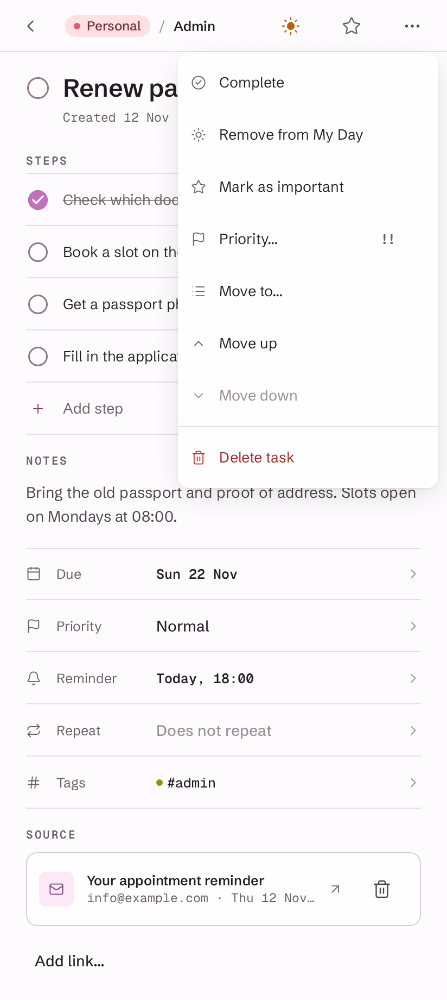 Personal / Admin
Complete
Renew pa
Created 12 Nov
Remove from My Day
STEPS
Mark as important
Check which doc
Priority... !!
Book a slot on th
Move to...
Get a passport ph
Move up
Fill in the applica
Move down
Add step
Delete task
NOTES
Bring the old passport and proof of address. Slots open
on Mondays at 08:00.
Due Sun 22 Nov
Priority Normal
Reminder Today, 18:00
Repeat Does not repeat
Tags #admin
SOURCE
Your appointment reminder
info@example.com · Thu 12 Nov…
Add link...